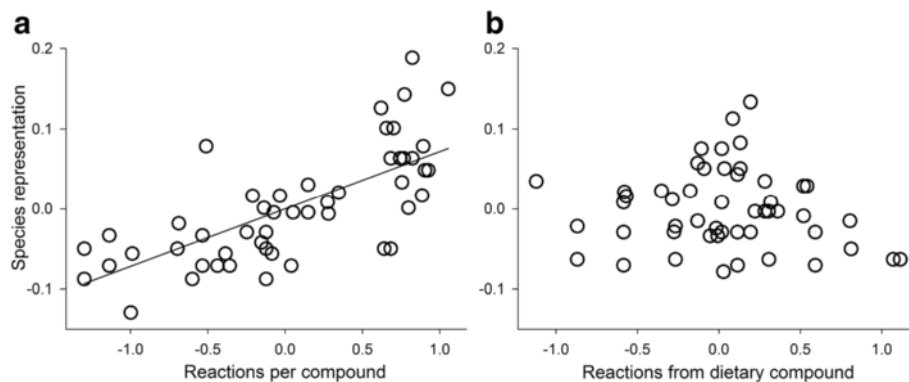 a
b
0.2
0.1
0.0
-0.1
Species representation
-1.0 -0.5 0.0 0.5 1.0
Reactions per compound
0.2
0.1
0.0
-0.1
-1.0 -0.5 0.0 0.5 1.0
Reactions from dietary compound